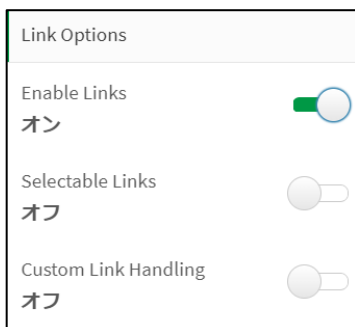 Link Options
Enable Links
オン
Selectable Links
オフ
Custom Link Handling
オフ